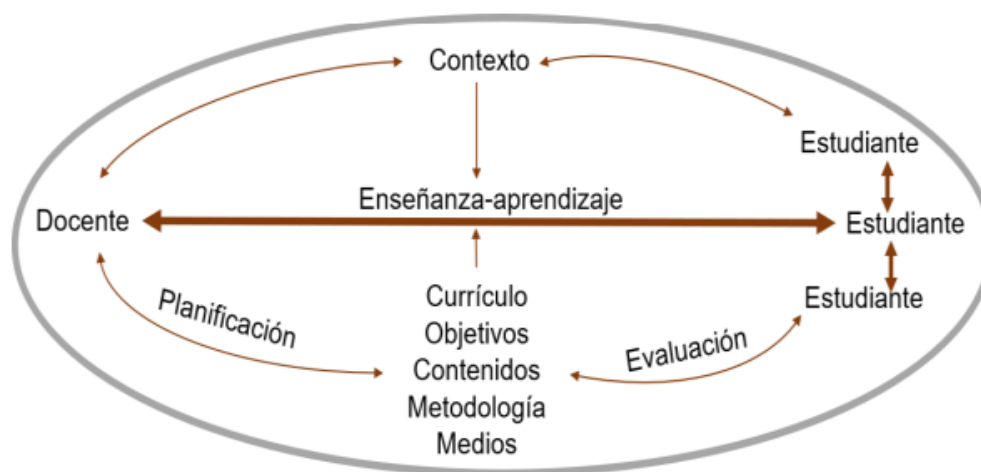 Contexto
Estudiante
Enseñanza-aprendizaje
Docente
Estudiante
Planificación
Currículo
Estudiante
Objetivos
Evaluación
Contenidos
Metodología
Medios